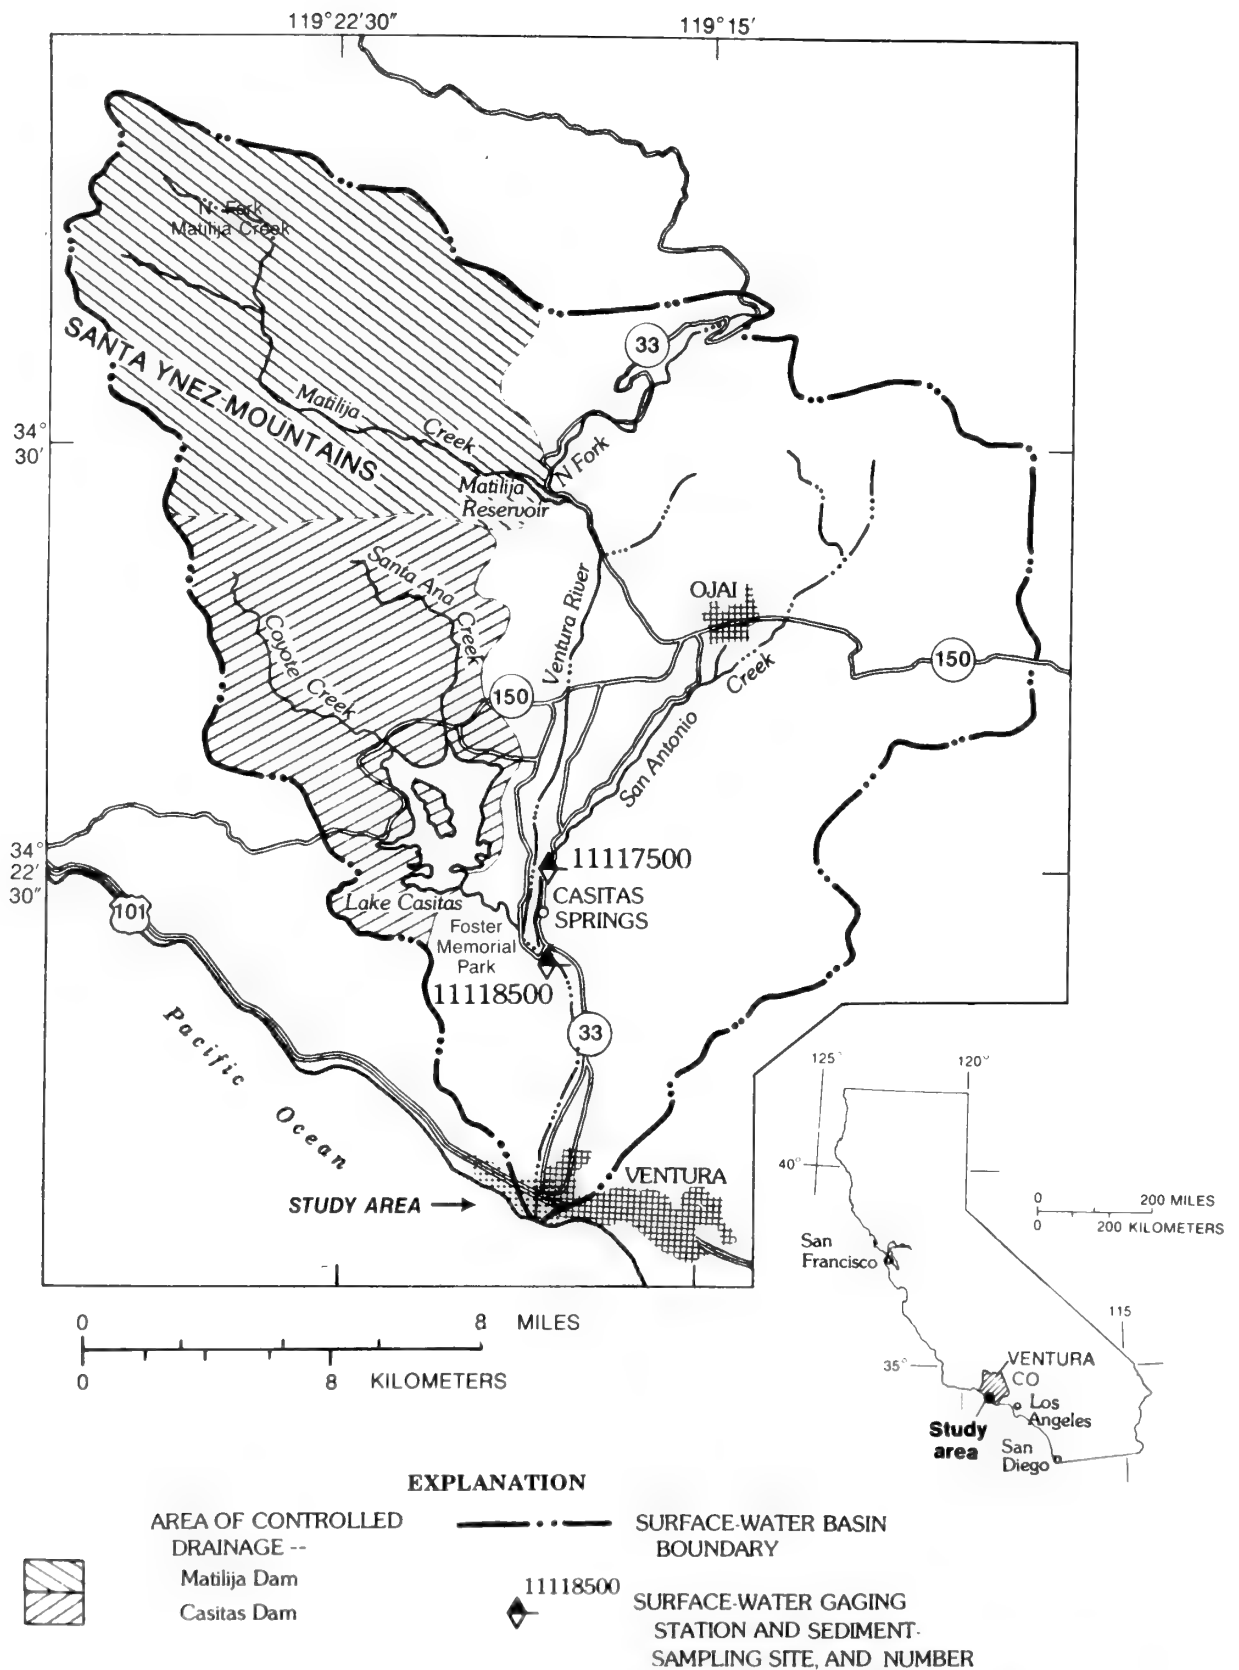 119°22'30"
119°15'
N Fork
Matilija Creek
33
SANTA YNEZ MOUNTAINS
Matilija
Creek
34°
30'
N Fork
Matilija
Reservoir
Santa Ana Creek
OJAI
Ventura River
Coyote Creek
150
Creek
150
San Antonio
34°
22'
30"
11117500
101
CASITAS
SPRINGS
Lake Casitas
Foster
Memorial
Park
11118500
33
Pacific Ocean
VENTURA
STUDY AREA
125°
120°
40°
0 200 MILES
0 200 KILOMETERS
San
Francisco
115
35°
VENTURA
CO
Los
Angeles
Study
area
San
Diego
0 8 MILES
0 8 KILOMETERS
EXPLANATION
AREA OF CONTROLLED
DRAINAGE --
Matilija Dam
Casitas Dam
SURFACE-WATER BASIN
BOUNDARY
11118500
SURFACE-WATER GAGING
STATION AND SEDIMENT-
SAMPLING SITE, AND NUMBER